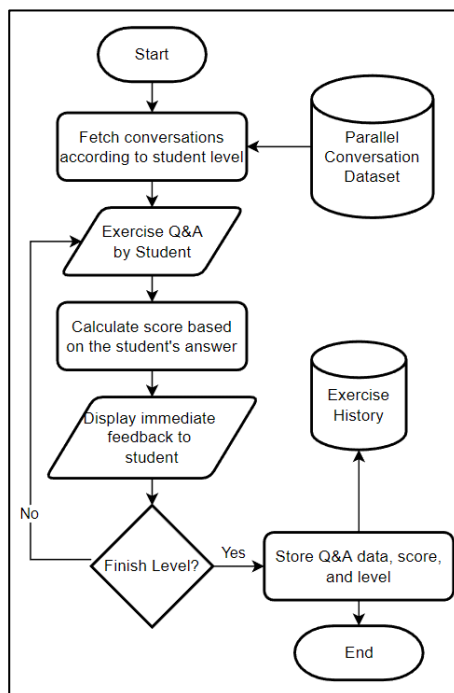 Start
Fetch conversations
according to student level
Parallel
Conversation
Dataset
Exercise Q&A
by Student
Calculate score based
on the student's answer
Display immediate
feedback to
student
Exercise
History
No
Finish Level?
Yes
Store Q&A data, score,
and level
End